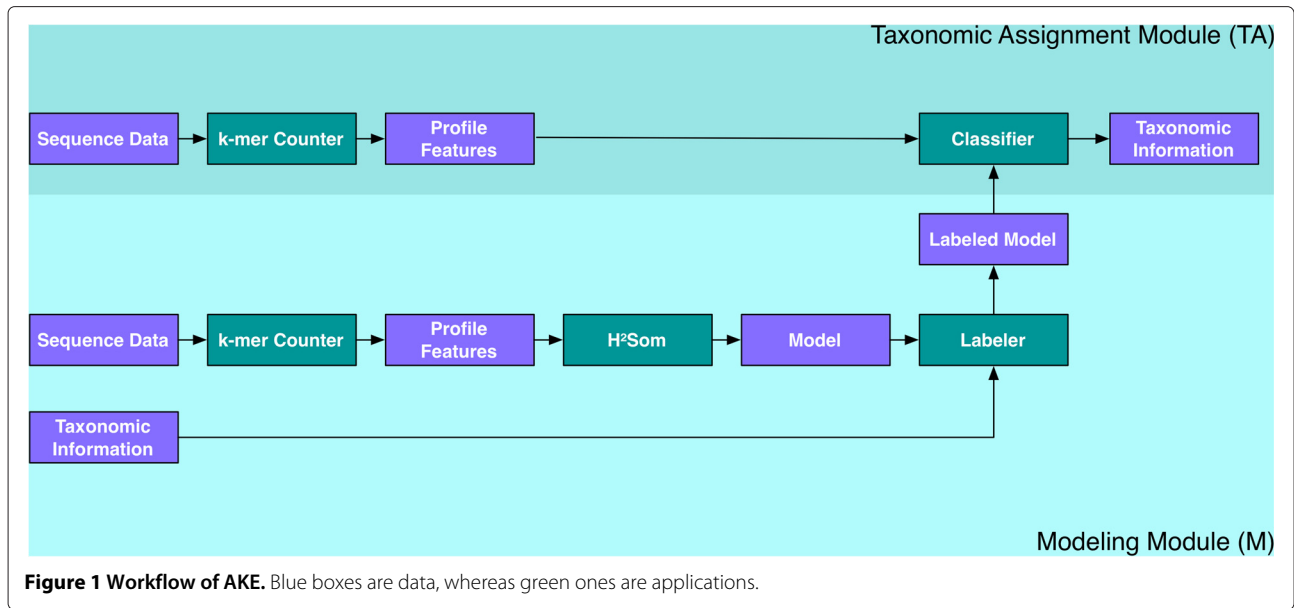 Taxonomic Assignment Module (TA)
Sequence Data
k-mer Counter
Profile
Features
Classifier
Taxonomic
Information
Labeled Model
Sequence Data
k-mer Counter
Profile
Features
H²Som
Model
Labeler
Taxonomic
Information
Modeling Module (M)
Figure 1 Workflow of AKE. Blue boxes are data, whereas green ones are applications.